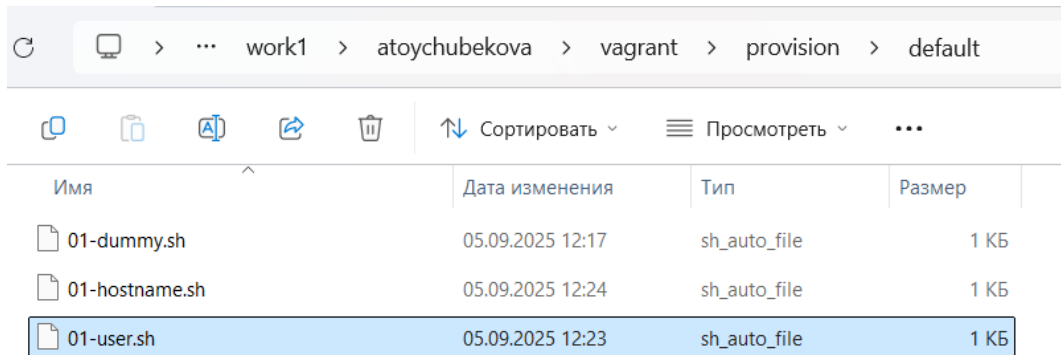 ... work1 > atoychubekova > vagrant > provision > default
Сортировать Просмотреть ...
Имя Дата изменения Тип Размер
01-dummy.sh 05.09.2025 12:17 sh_auto_file 1 КБ
01-hostname.sh 05.09.2025 12:24 sh_auto_file 1 КБ
01-user.sh 05.09.2025 12:23 sh_auto_file 1 КБ